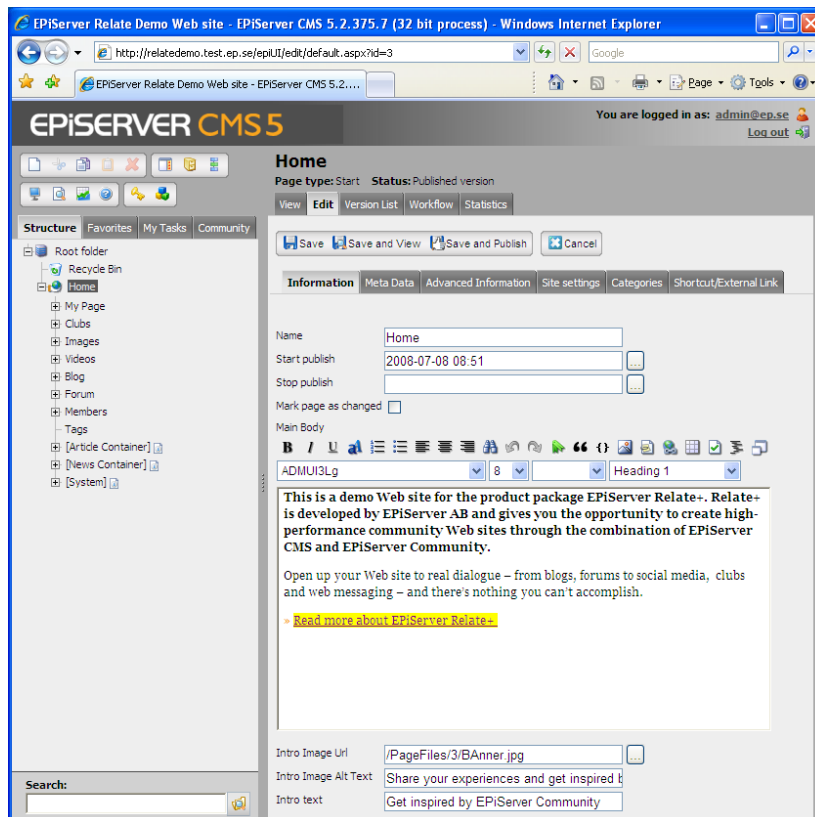 EPiServer Relate Demo Web site - EPiServer CMS 5.2.375.7 (32 bit process) - Windows Internet Explorer
http://relatedemo.test.ep.se/epiUI/edit/default.aspx?id=3
Google
EPiServer Relate Demo Web site - EPiServer CMS 5.2....
Page
Tools
EPiSERVER CMS 5
You are logged in as: admin@ep.se
Log out
Home
Page type: Start Status: Published version
View Edit Version List Workflow Statistics
Structure Favorites My Tasks Community
Save Save and View Save and Publish Cancel
Root folder
Recycle Bin
Home
My Page
Clubs
Images
Videos
Blog
Forum
Members
Tags
[Article Container]
[News Container]
[System]
Information Meta Data Advanced Information Site settings Categories Shortcut/External Link
Name Home
Start publish 2008-07-08 08:51 ...
Stop publish ...
Mark page as changed
Main Body
ADMUI3Lg 8 Heading 1
This is a demo Web site for the product package EPiServer Relate+. Relate+
is developed by EPiServer AB and gives you the opportunity to create high-
performance community Web sites through the combination of EPiServer
CMS and EPiServer Community.
Open up your Web site to real dialogue – from blogs, forums to social media, clubs
and web messaging – and there's nothing you can't accomplish.
» Read more about EPiServer Relate+
Intro Image Url /PageFiles/3/BAnner.jpg ...
Intro Image Alt Text Share your experiences and get inspired b
Intro text Get inspired by EPiServer Community
Search: